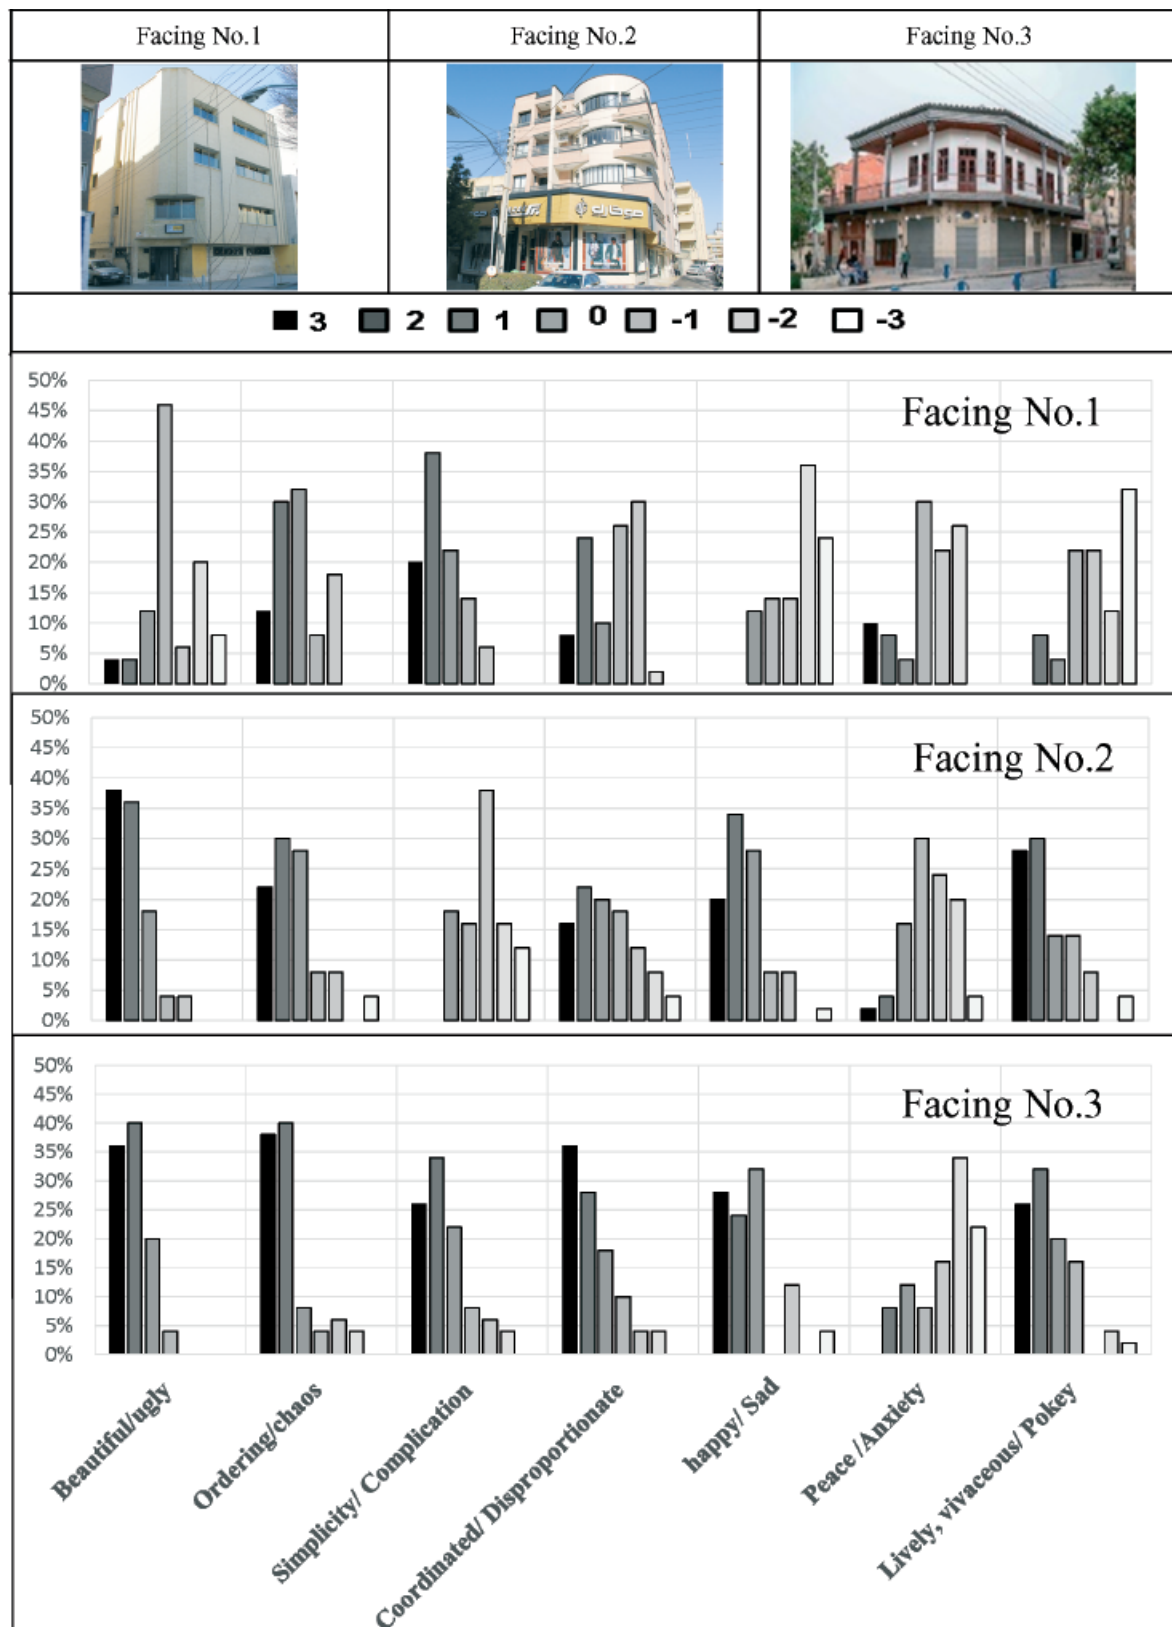 Facing No.1
Facing No.2
Facing No.3
3 2 1 0 -1 -2 -3
Facing No.1
50%
45%
40%
35%
30%
25%
20%
15%
10%
5%
0%
Facing No.2
50%
45%
40%
35%
30%
25%
20%
15%
10%
5%
0%
Facing No.3
50%
45%
40%
35%
30%
25%
20%
15%
10%
5%
0%
Beautiful/ugly
Ordering/chaos
Simplicity/ Complication
Coordinated/ Disproportionate
happy/ Sad
Peace /Anxiety
Lively, vivaceous/ Pokey